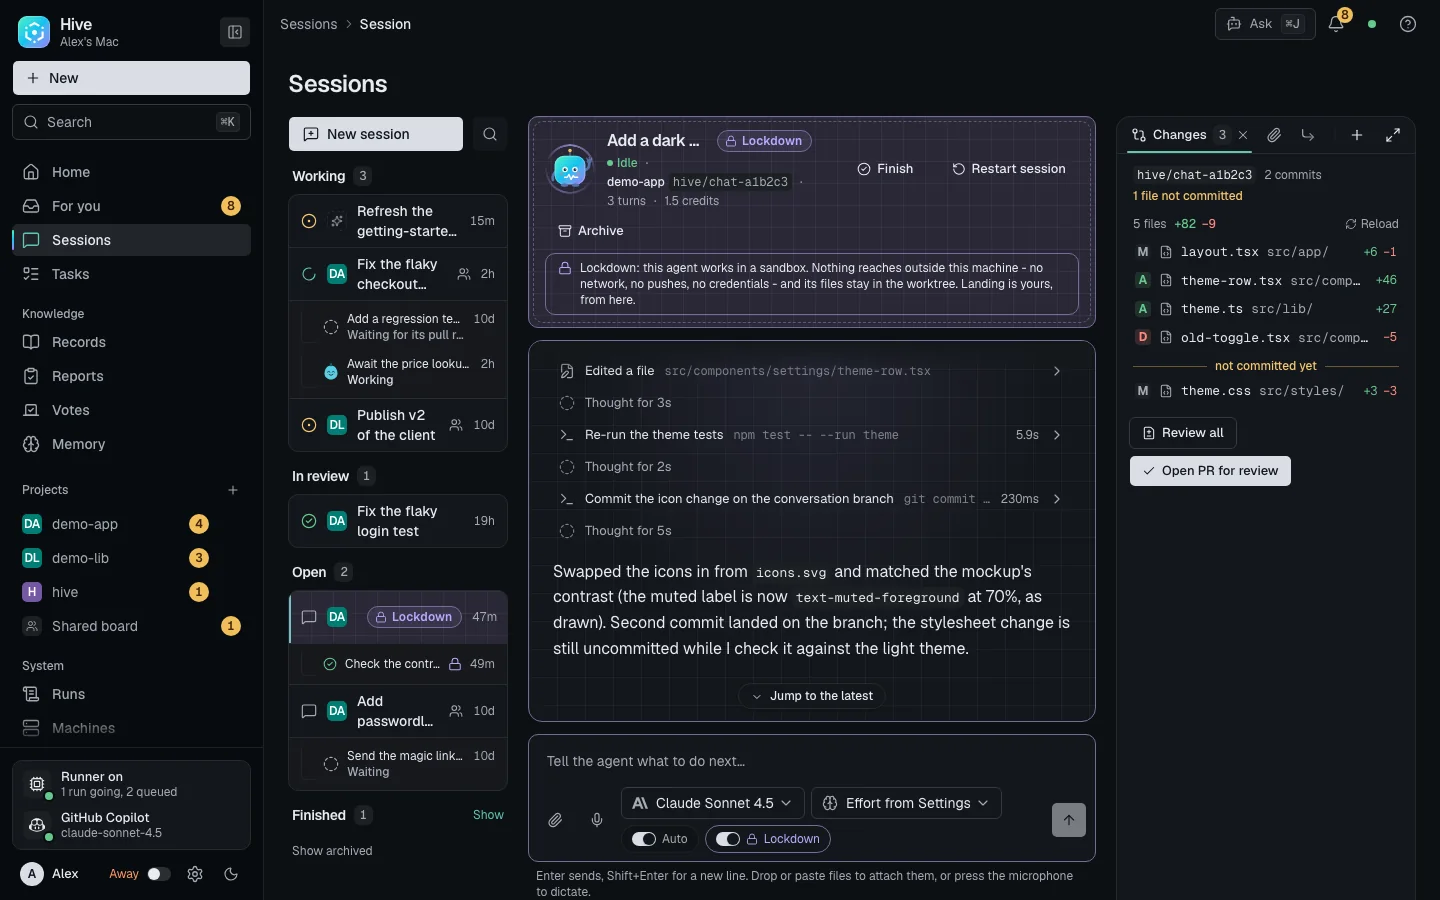 Hive
Alex's Mac
New
Search ⌘K
Home
For you 8
Sessions
Tasks
Knowledge
Records
Reports
Votes
Memory
Projects
DA demo-app 4
DL demo-lib 3
H hive 1
Shared board 1
System
Runs
Machines
Runner on
1 run going, 2 queued
GitHub Copilot
claude-sonnet-4.5
A Alex Away
Sessions > Session
Ask ⌘J 8
Sessions
New session
Working 3
Refresh the
getting-starte… 15m
DA Fix the flaky
checkout… 2h
Add a regression te… 10d
Waiting for its pull r…
Await the price looku… 2h
Working
DL Publish v2
of the client 10d
In review 1
DA Fix the flaky
login test 19h
Open 2
DA Lockdown 47m
Check the contr… 49m
DA Add
passwordl… 10d
Send the magic link… 10d
Waiting
Finished 1 Show
Show archived
Add a dark … Lockdown
Idle ·
demo-app hive/chat-a1b2c3 ·
3 turns · 1.5 credits
Finish
Restart session
Archive
Lockdown: this agent works in a sandbox. Nothing reaches outside this machine - no
network, no pushes, no credentials - and its files stay in the worktree. Landing is yours,
from here.
Edited a file src/components/settings/theme-row.tsx
Thought for 3s
Re-run the theme tests npm test -- --run theme 5.9s
Thought for 2s
Commit the icon change on the conversation branch git commit … 230ms
Thought for 5s
Swapped the icons in from icons.svg and matched the mockup's
contrast (the muted label is now text-muted-foreground at 70%, as
drawn). Second commit landed on the branch; the stylesheet change is
still uncommitted while I check it against the light theme.
Jump to the latest
Tell the agent what to do next…
Claude Sonnet 4.5
Effort from Settings
Auto
Lockdown
Enter sends, Shift+Enter for a new line. Drop or paste files to attach them, or press the microphone
to dictate.
Changes 3
hive/chat-a1b2c3 2 commits
1 file not committed
5 files +82 −9 Reload
M layout.tsx src/app/ +6 −1
A theme-row.tsx src/comp… +46
A theme.ts src/lib/ +27
D old-toggle.tsx src/comp… −5
not committed yet
M theme.css src/styles/ +3 −3
Review all
Open PR for review